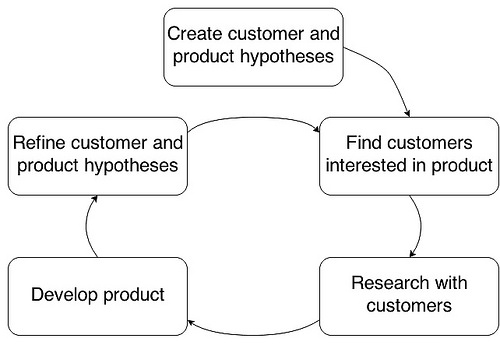 Create customer and
product hypotheses
Refine customer and
product hypotheses
Find customers
interested in product
Develop product
Research with
customers